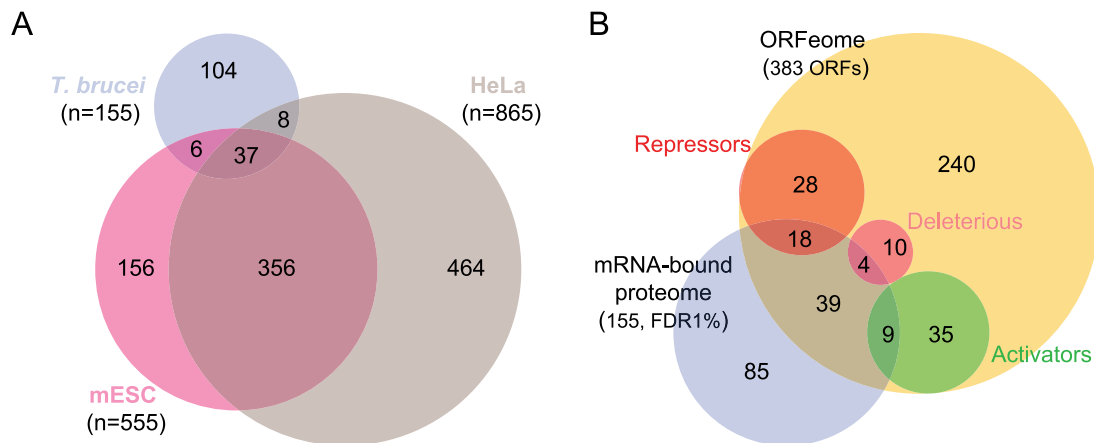 A
T. brucei
(n=155)
104
HeLa
(n=865)
8
6
37
156
356
464
mESC
(n=555)
B
ORFeome
(383 ORFs)
Repressors
28
240
Deleterious
18
10
4
mRNA-bound
proteome
(155, FDR1%)
39
9
35
Activators
85